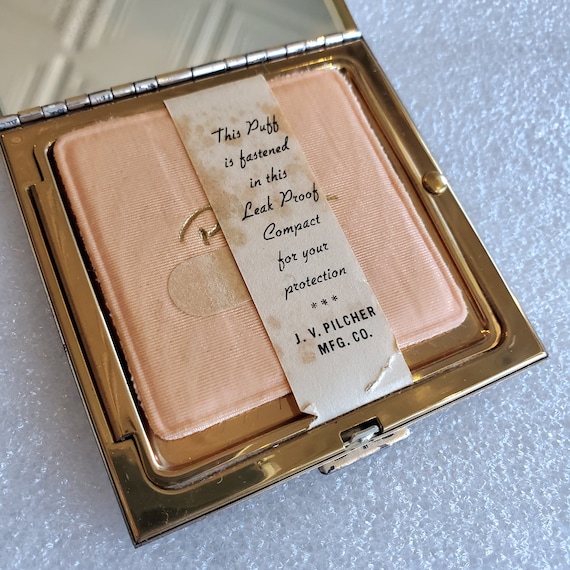 This Puff
is fastened
in this
Leak Proof
Compact
for your
protection
***
J. V. PILCHER
MFG. CO.